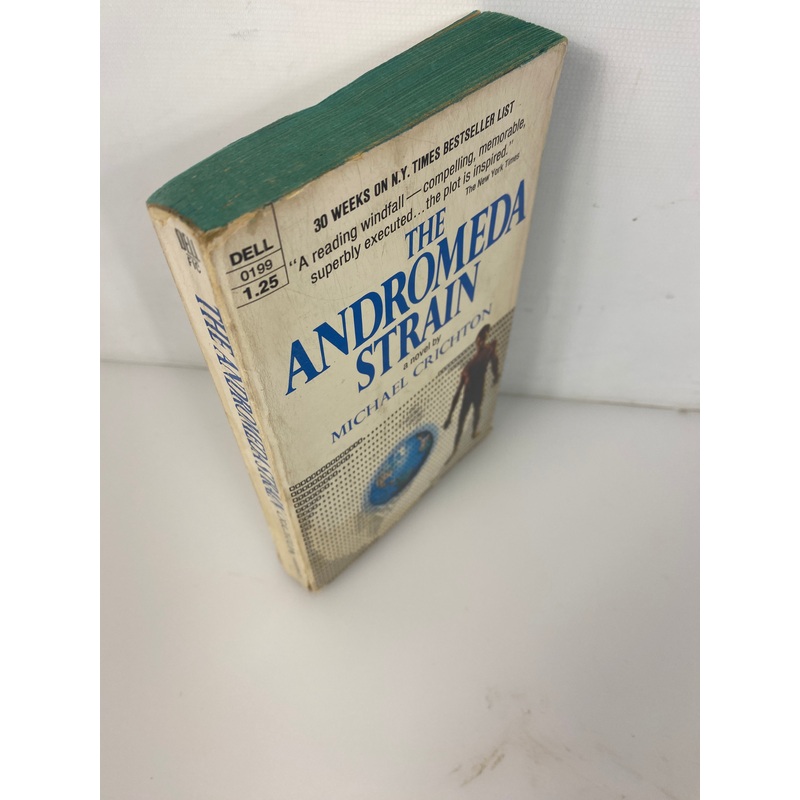 30 WEEKS ON N.Y. TIMES BESTSELLER LIST
"A reading windfall—compelling, memorable,
superbly executed...the plot is inspired."
The New York Times
DELL
0199
1.25
THE
ANDROMEDA
STRAIN
a novel by
MICHAEL CRICHTON
DELL
THE ANDROMEDA STRAIN